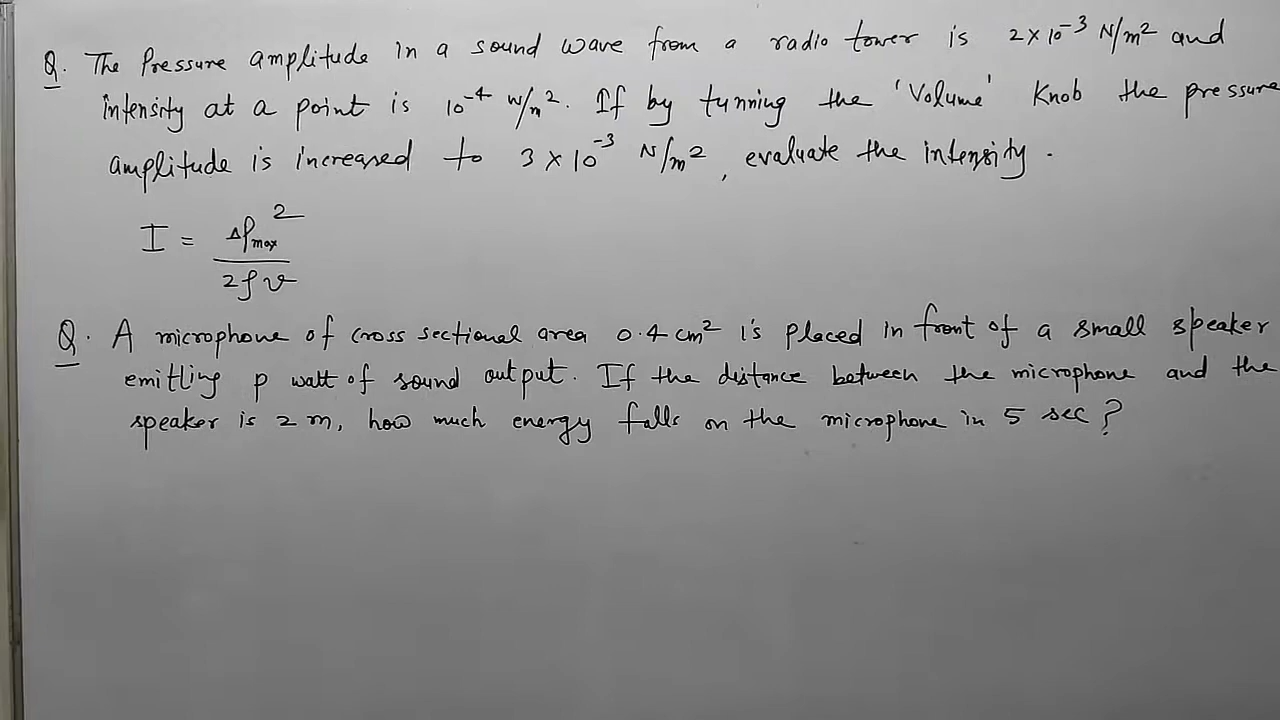 Q. The Pressure amplitude in a sound wave from a radio tower is 2×10⁻³ N/m² and
intensity at a point is 10⁻⁴ W/m². If by tunning the 'Volume' Knob the pressure
amplitude is increased to 3×10⁻³ N/m², evaluate the intensity.
I = ΔPmax² / 2ρv
Q. A microphone of cross sectional area 0.4 cm² is placed in front of a small speaker
emitling p watt of sound output. If the distance between the microphone and the
speaker is 2 m, how much energy falls on the microphone in 5 sec?